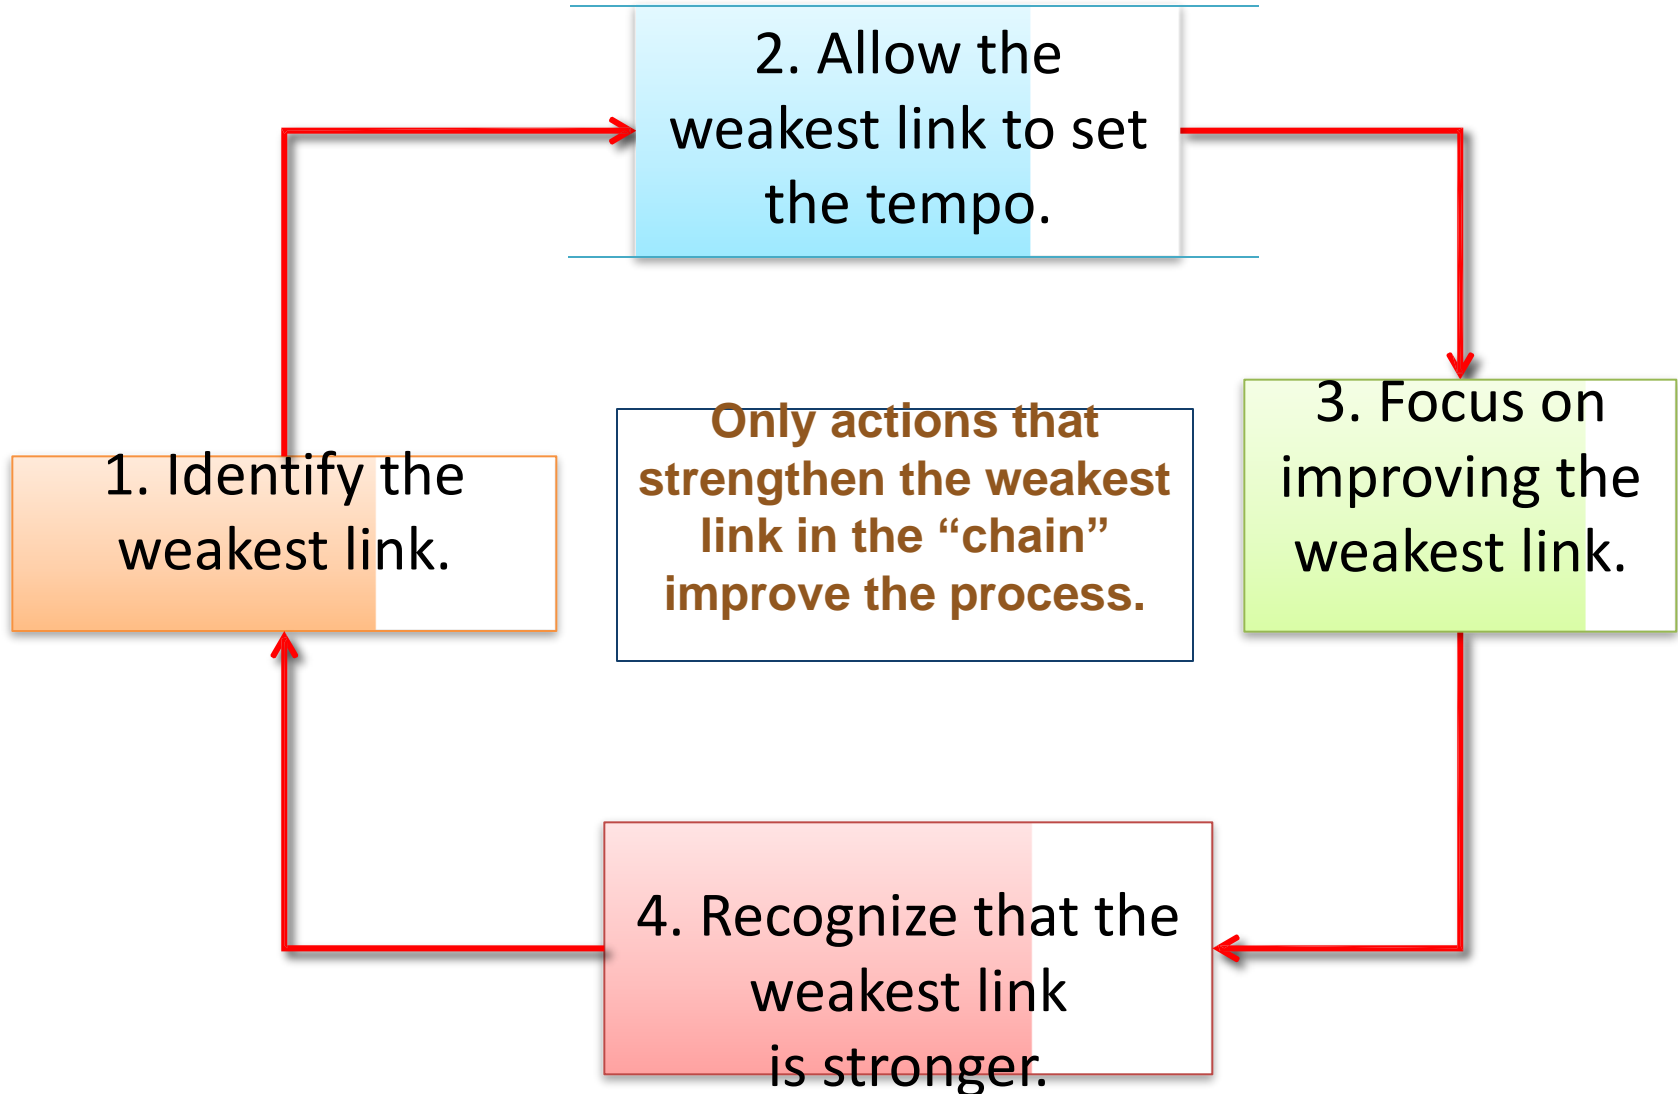 2. Allow the
weakest link to set
the tempo.
1. Identify the
weakest link.
Only actions that
strengthen the weakest
link in the “chain”
improve the process.
3. Focus on
improving the
weakest link.
4. Recognize that the
weakest link
is stronger.